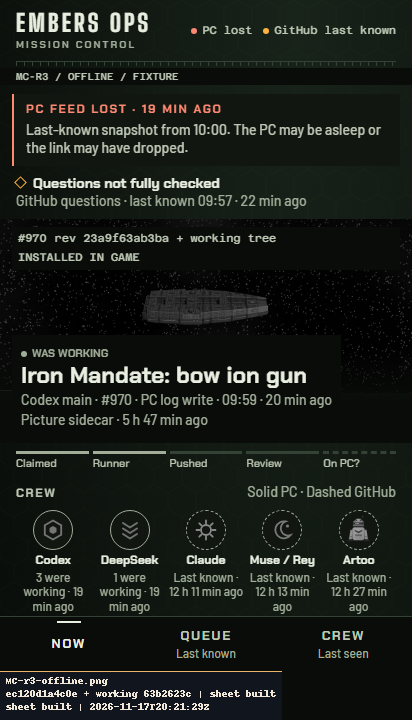 EMBERS OPS
MISSION CONTROL
PC lost
GitHub last known
MC-R3 / OFFLINE / FIXTURE
PC FEED LOST · 19 MIN AGO
Last-known snapshot from 10:00. The PC may be asleep or
the link may have dropped.
Questions not fully checked
GitHub questions · last known 09:57 · 22 min ago
#970 rev 23a9f63ab3ba + working tree
INSTALLED IN GAME
WAS WORKING
Iron Mandate: bow ion gun
Codex main · #970 · PC log write · 09:59 · 20 min ago
Picture sidecar · 5 h 47 min
ago
Claimed
Runner
Pushed
Review
On PC?
CREW
Solid PC · Dashed GitHub
Codex
3 were
working · 19
min ago
DeepSeek
1 were
working · 19
min ago
Claude
Last known ·
12 h 11 min ago
Muse / Rey
Last known ·
12 h 13 min
ago
Artoo
Last known ·
12 h 27 min
ago
NOW
QUEUE
Last known
CREW
Last seen
MC-r3-offline.png
ec120d1a4c0e + working 63b2623c | sheet built
sheet built | 2026-11-17T20:21:29Z